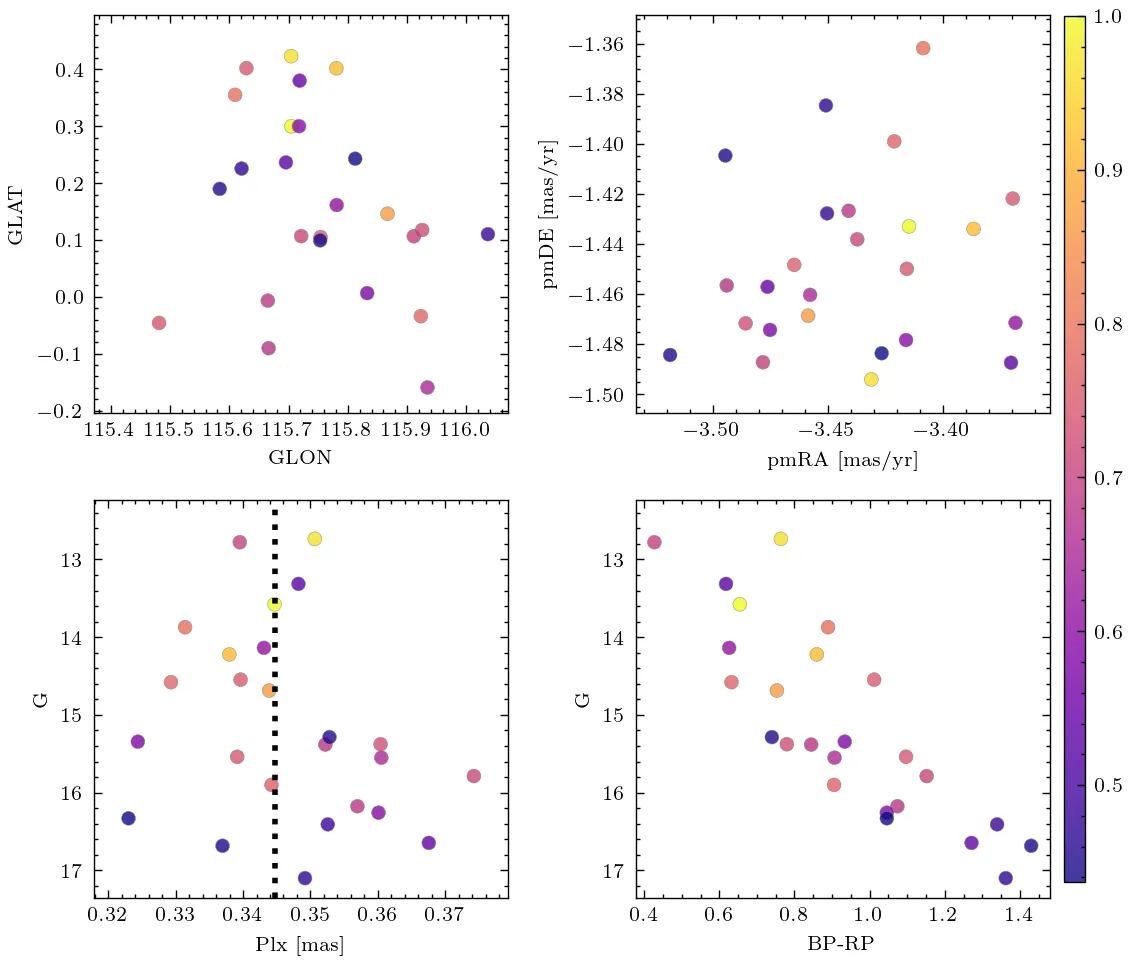 GLAT
0.4
0.3
0.2
0.1
0.0
−0.1
−0.2
115.4 115.5 115.6 115.7 115.8 115.9 116.0
GLON
pmDE [mas/yr]
−1.36
−1.38
−1.40
−1.42
−1.44
−1.46
−1.48
−1.50
−3.50 −3.45 −3.40
pmRA [mas/yr]
1.0
0.9
0.8
0.7
0.6
0.5
G
13
14
15
16
17
0.32 0.33 0.34 0.35 0.36 0.37
Plx [mas]
G
13
14
15
16
17
0.4 0.6 0.8 1.0 1.2 1.4
BP-RP